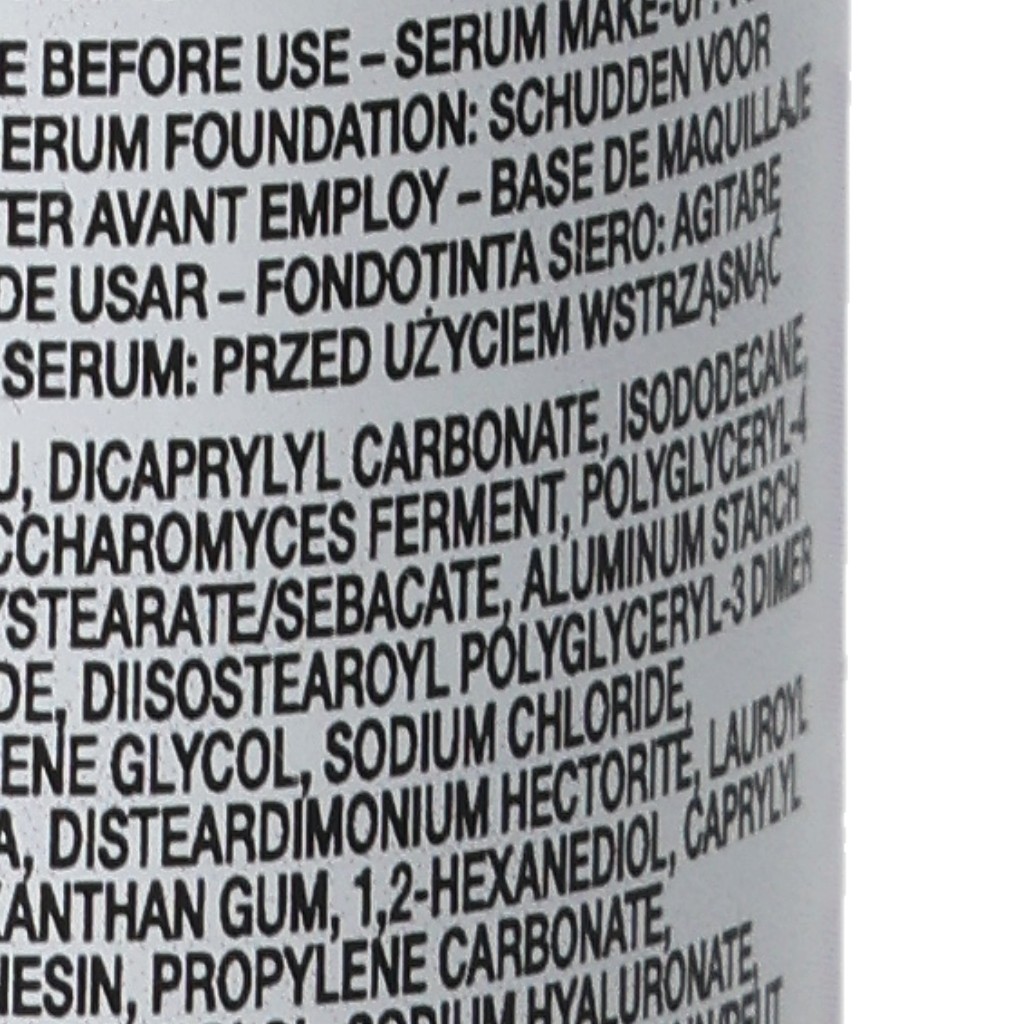 E BEFORE USE – SERUM MAKE-UP:
ERUM FOUNDATION: SCHUDDEN VOOR
TER AVANT EMPLOY – BASE DE MAQUILLAJE
DE USAR – FONDOTINTA SIERO: AGITARE
SERUM: PRZED UŻYCIEM WSTRZĄSNĄĆ
U, DICAPRYLYL CARBONATE, ISODODECANE,
CCHAROMYCES FERMENT, POLYGLYCERYL-4
YSTEARATE/SEBACATE, ALUMINUM STARCH
DE, DIISOSTEAROYL POLYGLYCERYL-3 DIMER
ENE GLYCOL, SODIUM CHLORIDE,
A, DISTEARDIMONIUM HECTORITE, LAUROYL
XANTHAN GUM, 1,2-HEXANEDIOL, CAPRYLYL
HESIN, PROPYLENE CARBONATE,
SODIUM HYALURONATE,